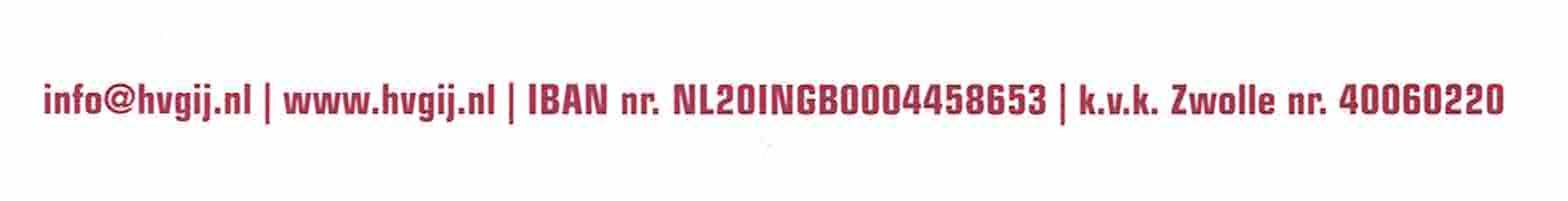 info@hvgij.nl | www.hvgij.nl | IBAN nr. NL20INGB0004458653 | k.v.k. Zwolle nr. 40060220